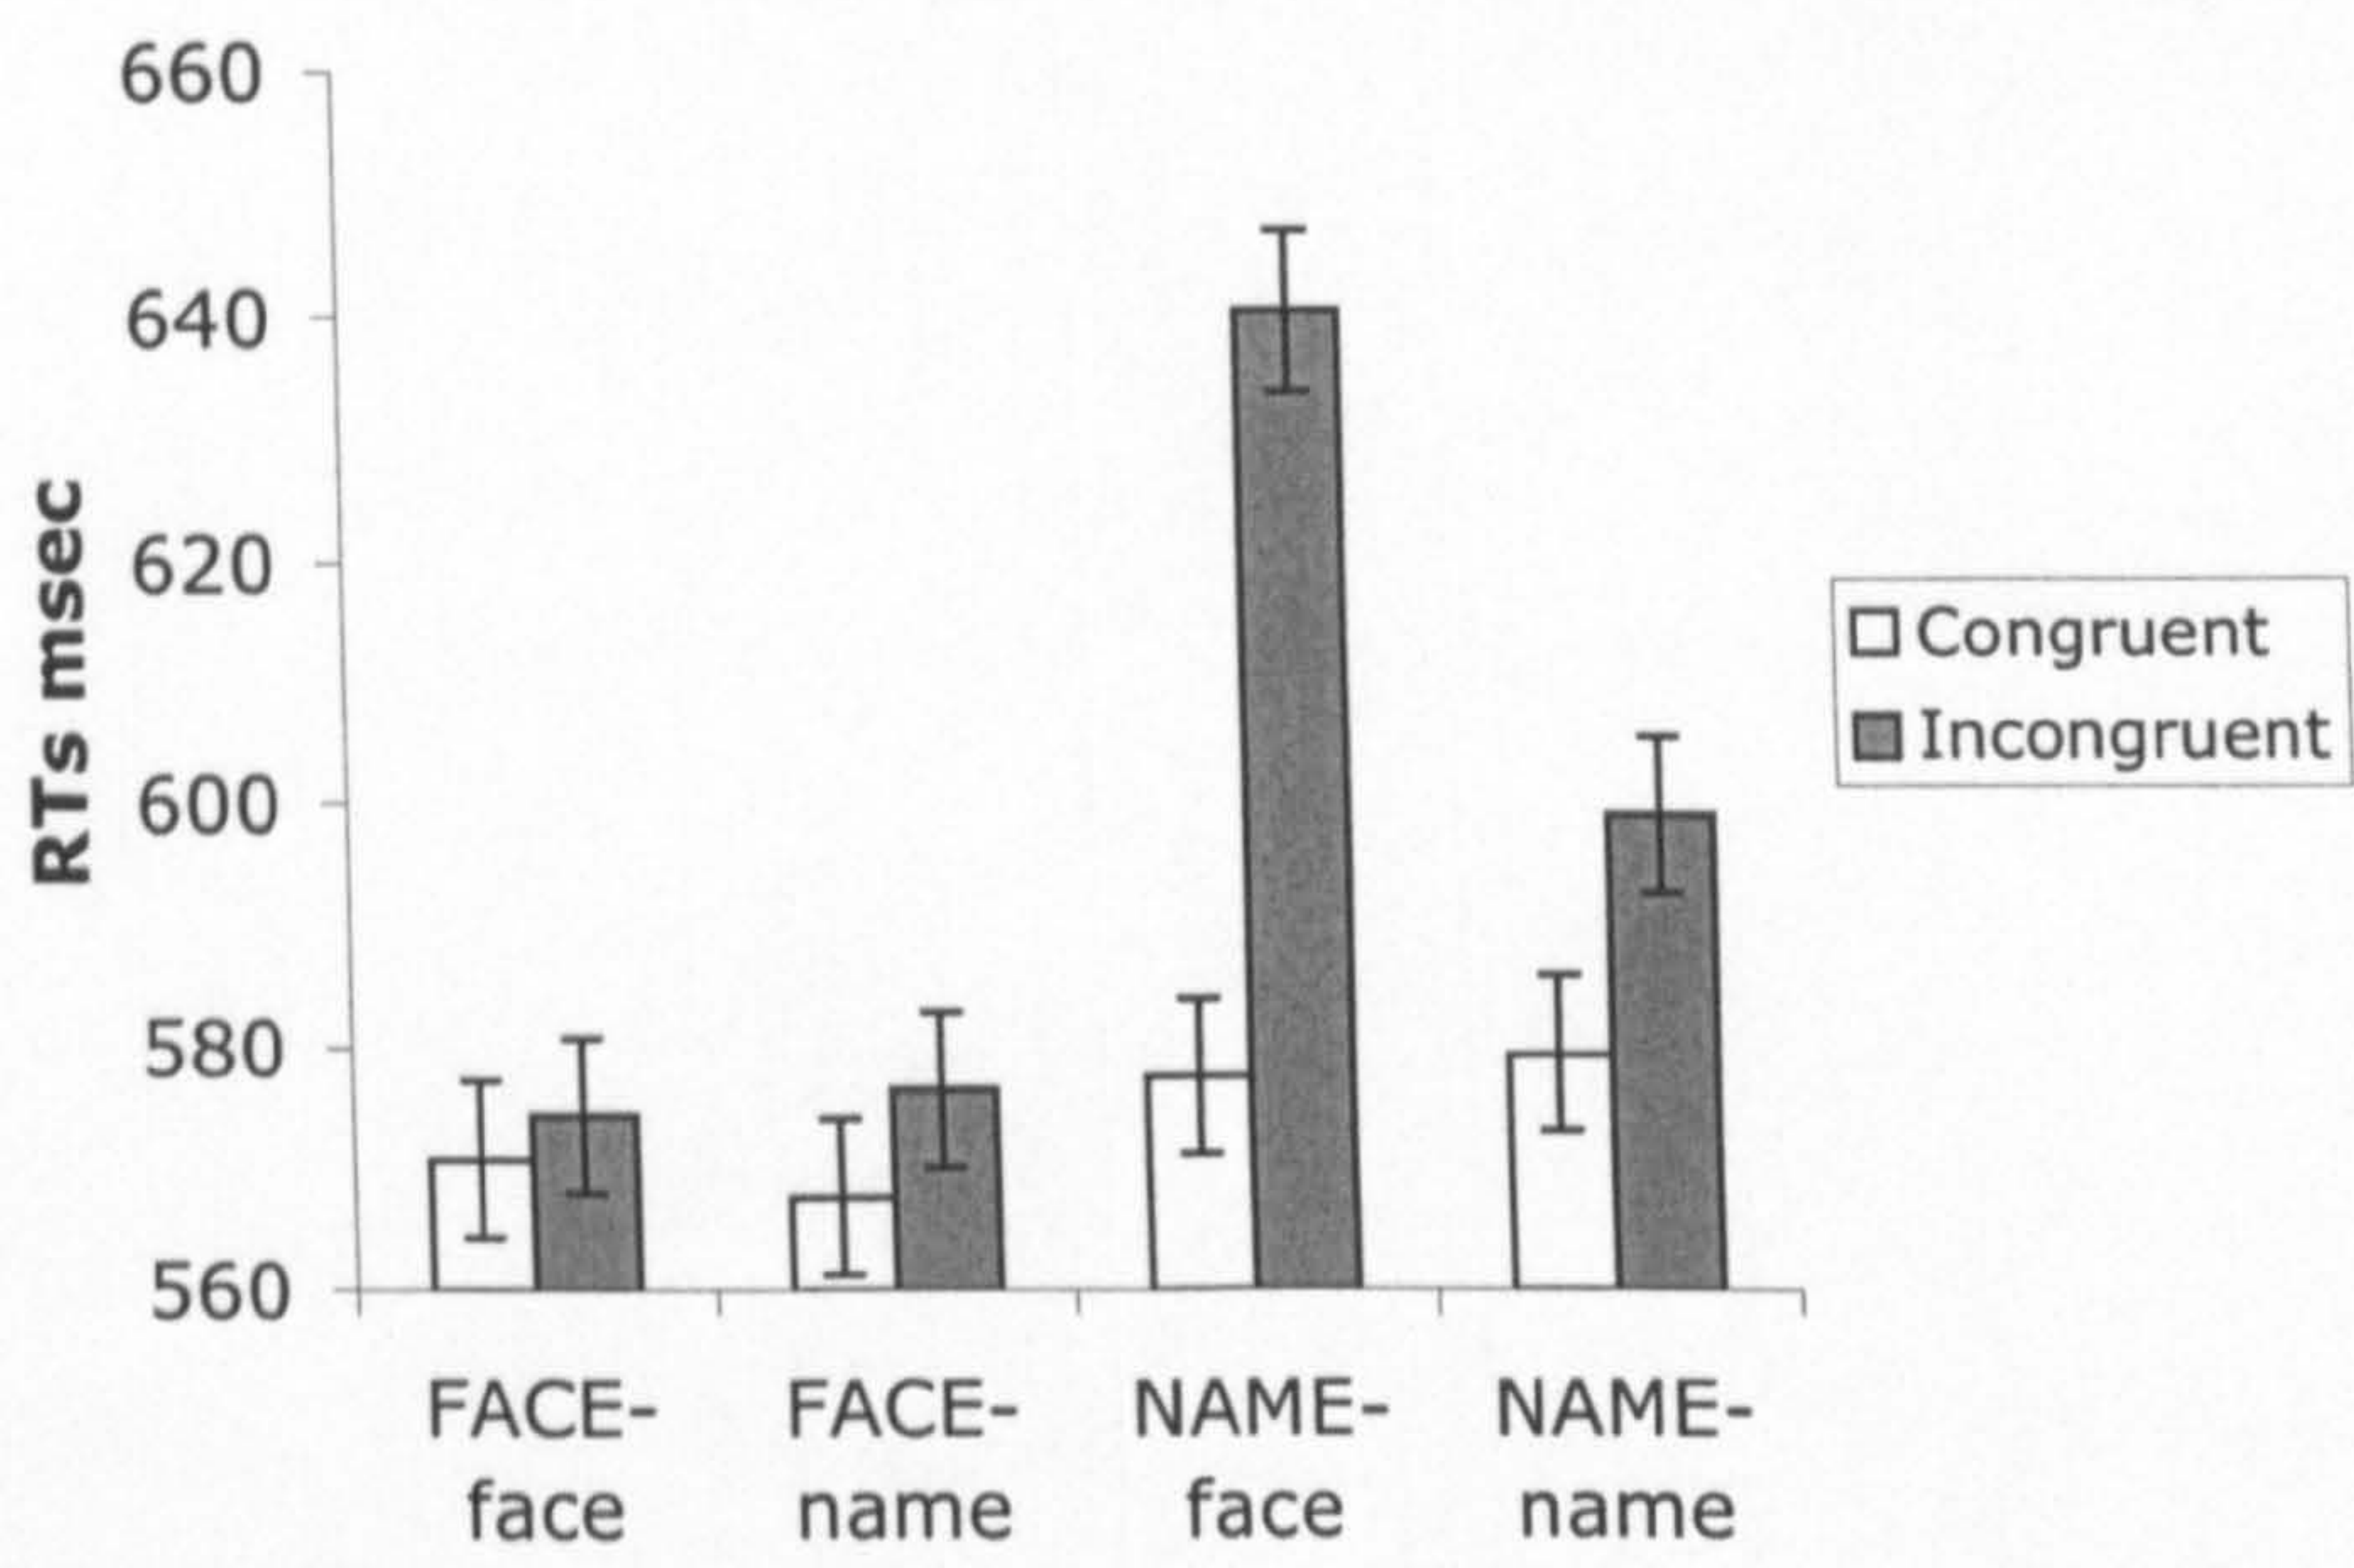 660
640
620
600
580
560
RTs msec
FACE-
face
FACE-
name
NAME-
face
NAME-
name
Congruent
Incongruent